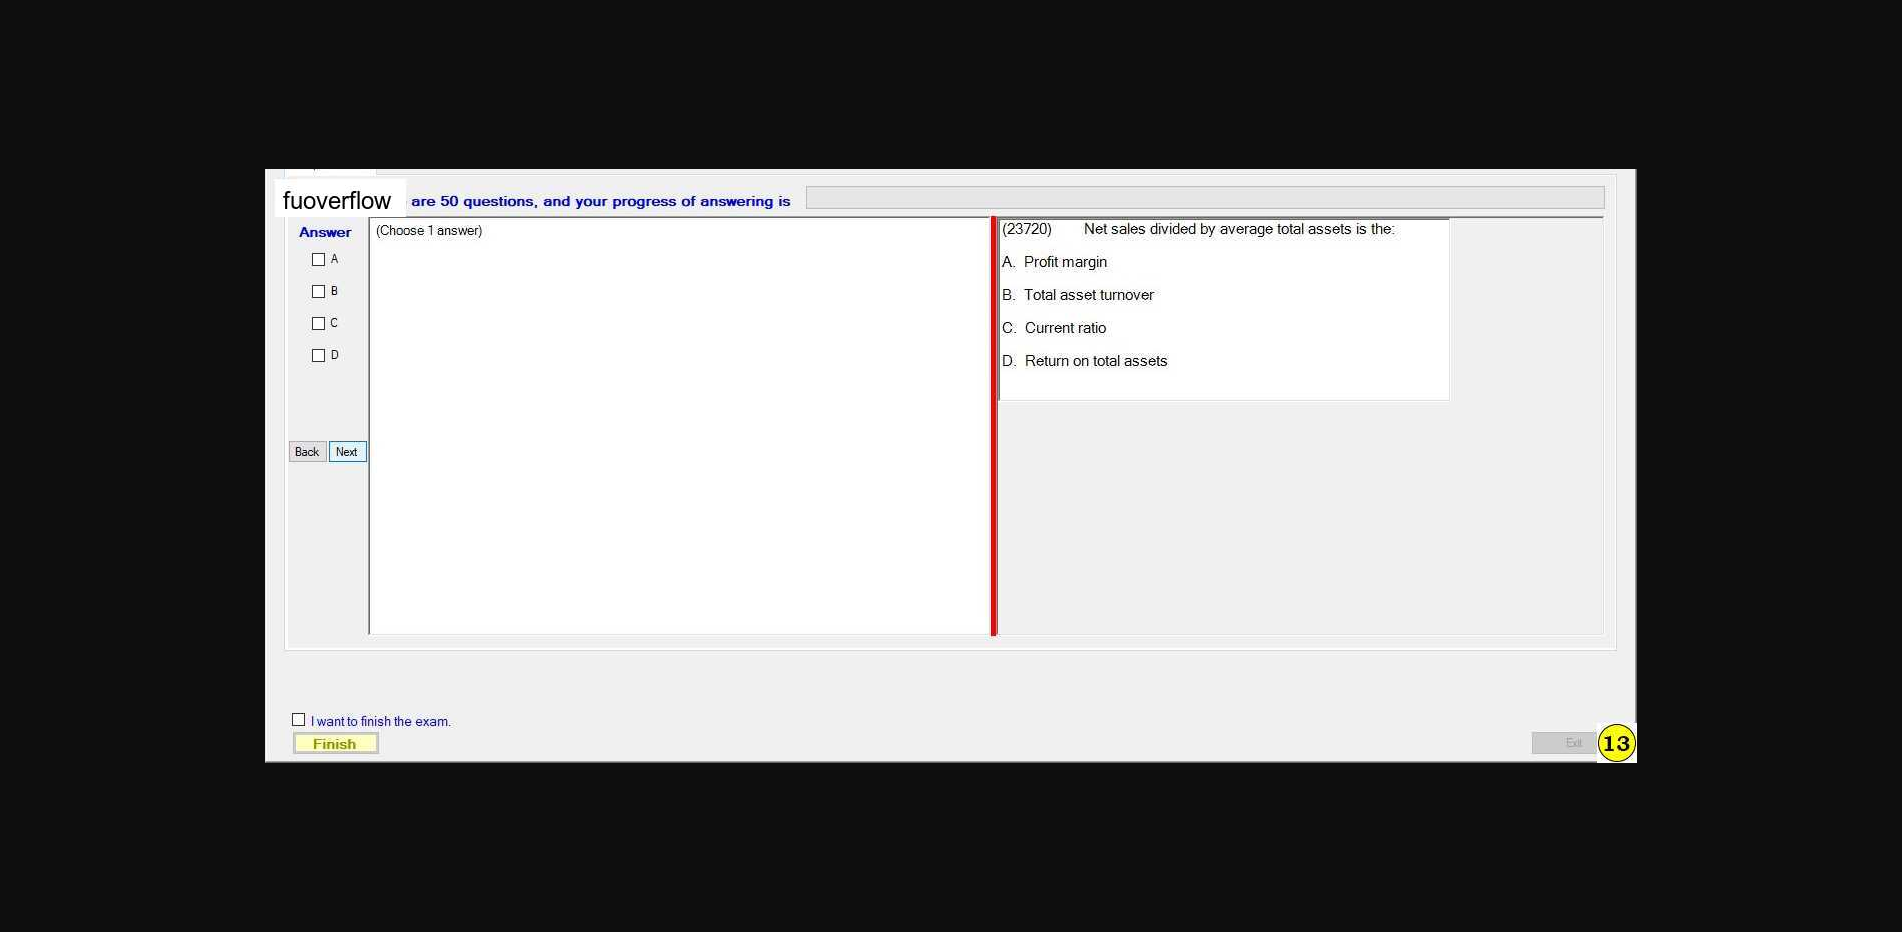 fuoverflow are 50 questions, and your progress of answering is
Answer
A
B
C
D
Back Next
(Choose 1 answer)
(23720) Net sales divided by average total assets is the:
A. Profit margin
B. Total asset turnover
C. Current ratio
D. Return on total assets
I want to finish the exam.
Finish
Exit
13